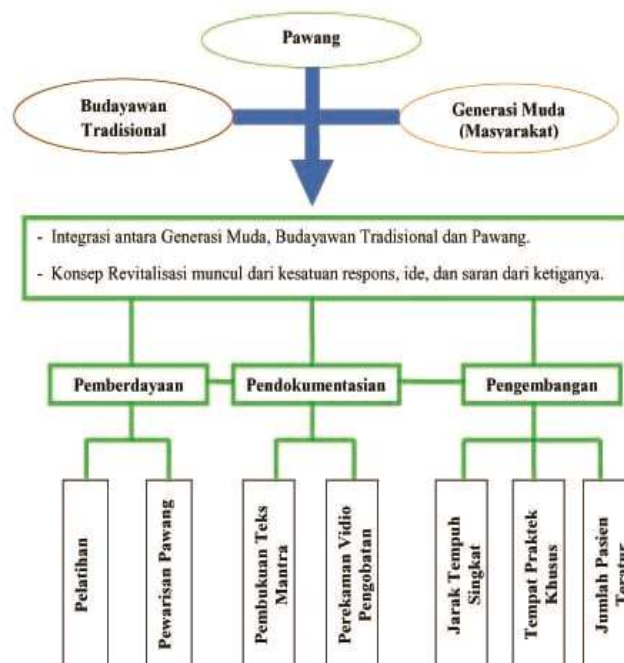 Pawang
Budayawan
Tradisional
Generasi Muda
(Masyarakat)
- Integrasi antara Generasi Muda, Budayawan Tradisional dan Pawang.
- Konsep Revitalisasi muncul dari kesatuan respons, ide, dan saran dari ketiganya.
Pemberdayaan
Pendokumentasian
Pengembangan
Pelatihan
Pewarisan Pawang
Pembukuan Teks
Mantra
Perekaman Vidio
Pengobatan
Jarak Tempuh
Singkat
Tempat Praktek
Khusus
Jumlah Pasien
Teratur